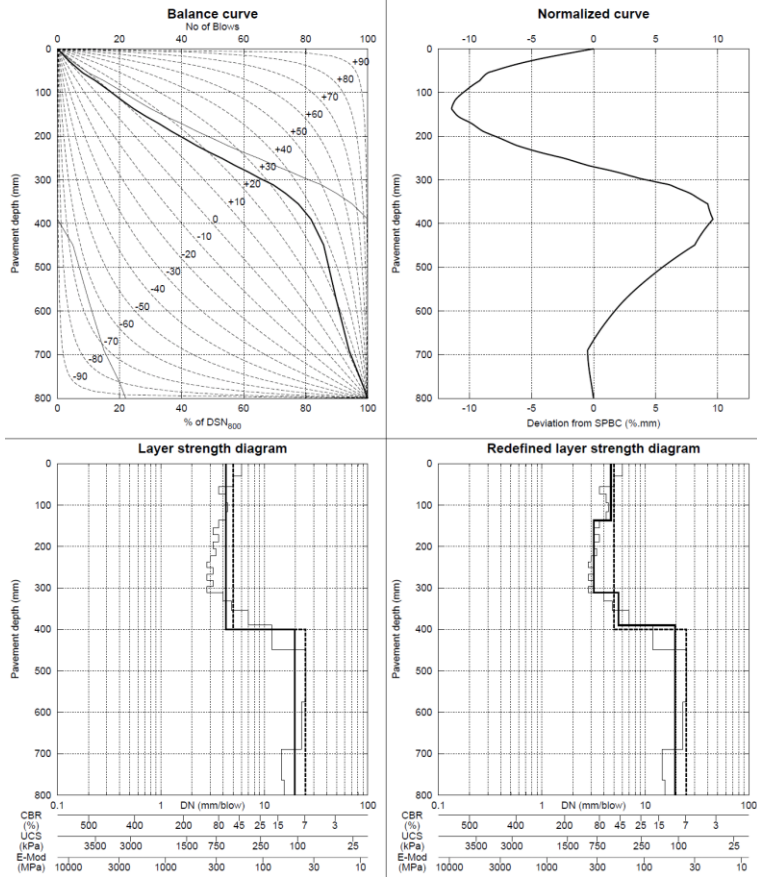 Balance curve
No of Blows
0 20 40 60 80 100
0
100
200
300
400
500
600
700
800
Pavement depth (mm)
+90
+80
+70
+60
+50
+40
+30
+20
+10
0
-10
-20
-30
-40
-50
-60
-70
-80
-90
0 20 40 60 80 100
% of DSN800
Normalized curve
-10 -5 0 5 10
0
100
200
300
400
500
600
700
800
Pavement depth (mm)
-10 -5 0 5 10
Deviation from SPBC (%.mm)
Layer strength diagram
0
100
200
300
400
500
600
700
800
Pavement depth (mm)
0.1 1 10 100
DN (mm/blow)
CBR (%) 500 400 200 80 45 25 15 7 3
UCS (kPa) 3500 3000 1500 750 250 100 25
E-Mod (MPa) 10000 3000 1000 300 100 30 10
Redefined layer strength diagram
0
100
200
300
400
500
600
700
800
Pavement depth (mm)
0.1 1 10 100
DN (mm/blow)
CBR (%) 500 400 200 80 45 25 15 7 3
UCS (kPa) 3500 3000 1500 750 250 100 25
E-Mod (MPa) 10000 3000 1000 300 100 30 10